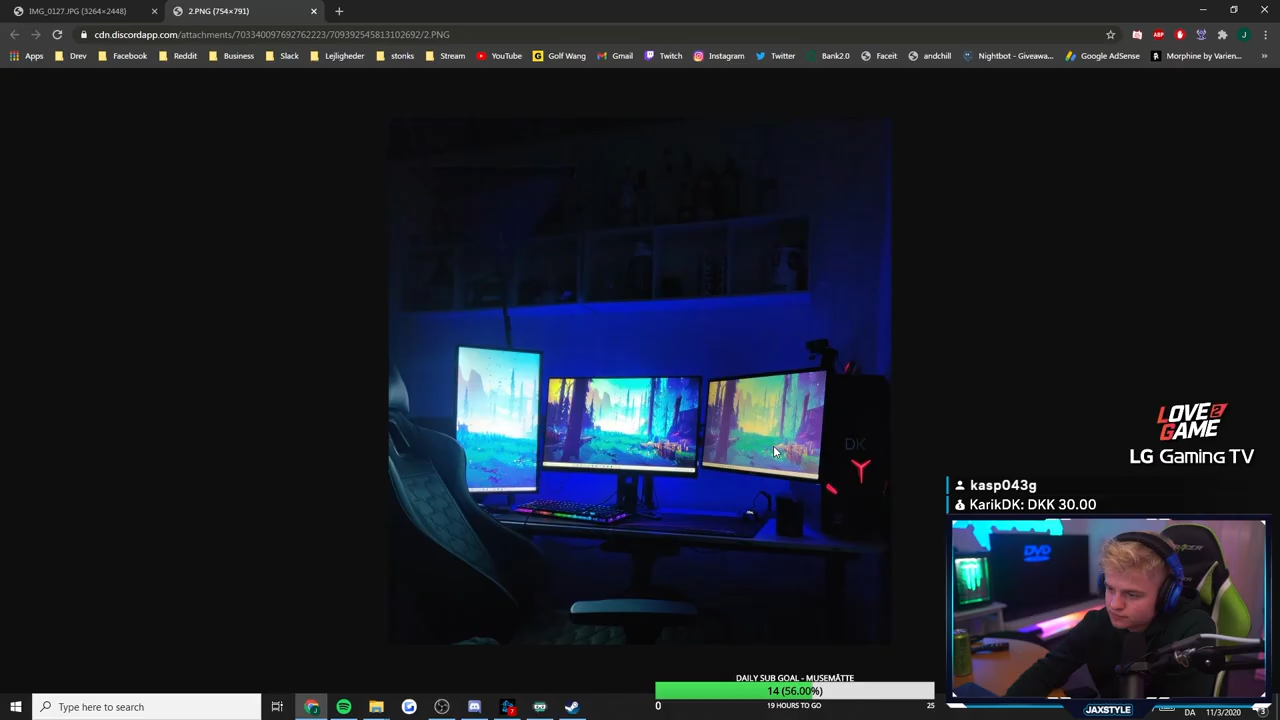 IMG_0127.JPG (3264×2448)
2.PNG (754×791)
cdn.discordapp.com/attachments/703340097692762223/709392545813102692/2.PNG
ABP
J
Apps
Drev
Facebook
Reddit
Business
Slack
Lejligheder
stonks
Stream
YouTube
Golf Wang
Gmail
Twitch
Instagram
Twitter
Bank2.0
Faceit
andchill
Nightbot - Giveawa...
Google AdSense
Morphine by Varien...
DK
LOVE 2
GAME
LG Gaming TV
kasp043g
KarikDK: DKK 30.00
DVD
JAXSTYLE
DAILY SUB GOAL - MUSEMÅTTE
14 (56.00%)
0
19 HOURS TO GO
25
Type here to search
DA
11/3/2020